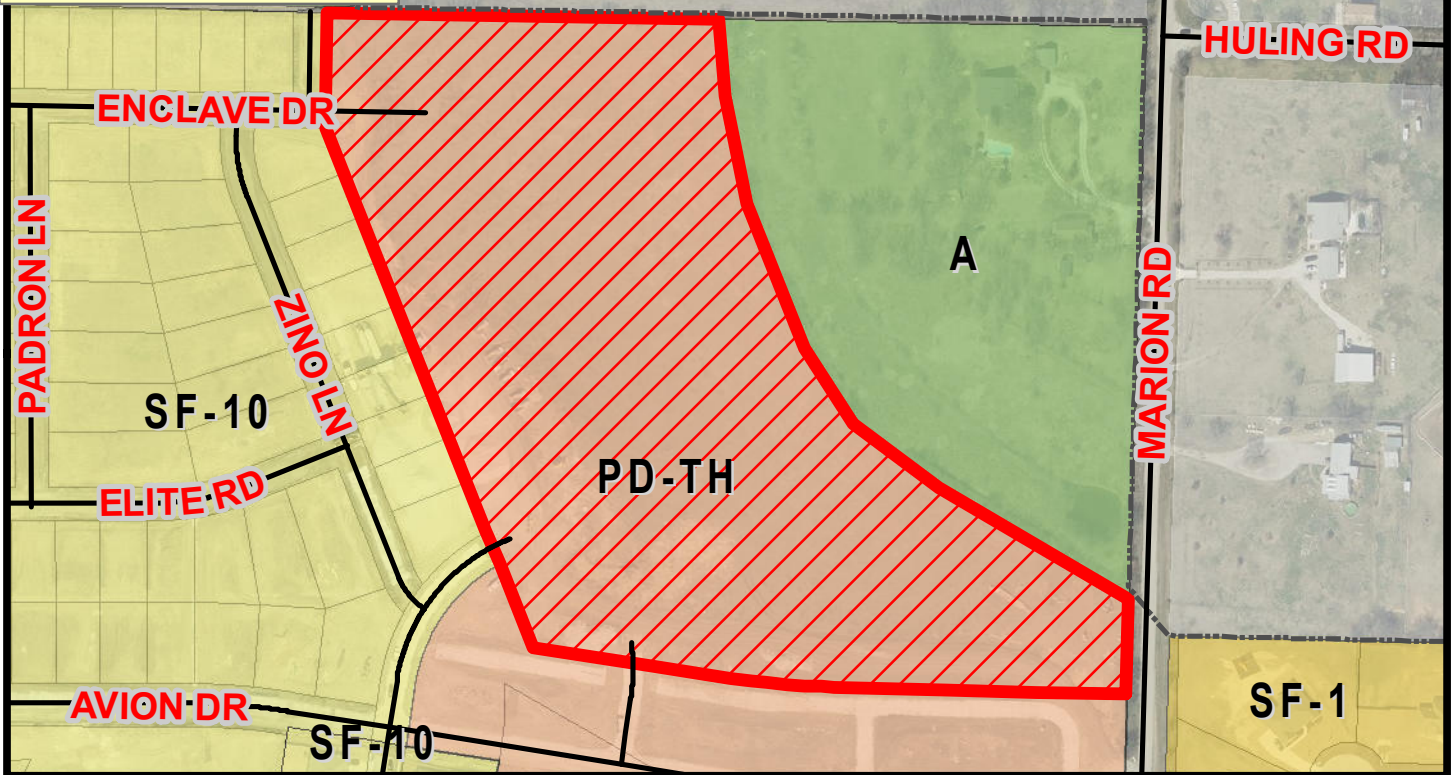 HULING RD
ENCLAVE DR
PADRON LN
ZINO LN
A
MARION RD
SF-10
PD-TH
ELITE RD
SF-1
AVION DR
SF-10